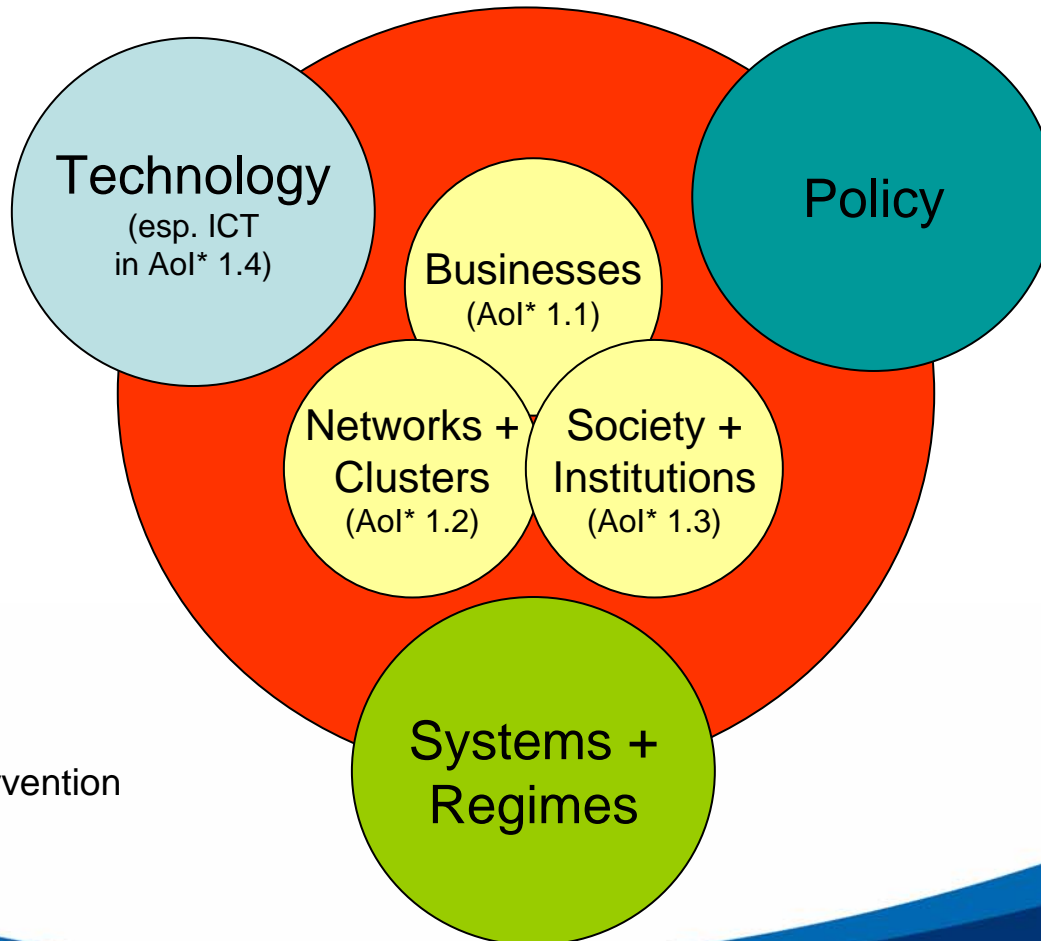 Technology
(esp. ICT
in AoI* 1.4)
Policy
Businesses
(AoI* 1.1)
Networks +
Clusters
(AoI* 1.2)
Society +
Institutions
(AoI* 1.3)
Systems +
Regimes
rvention